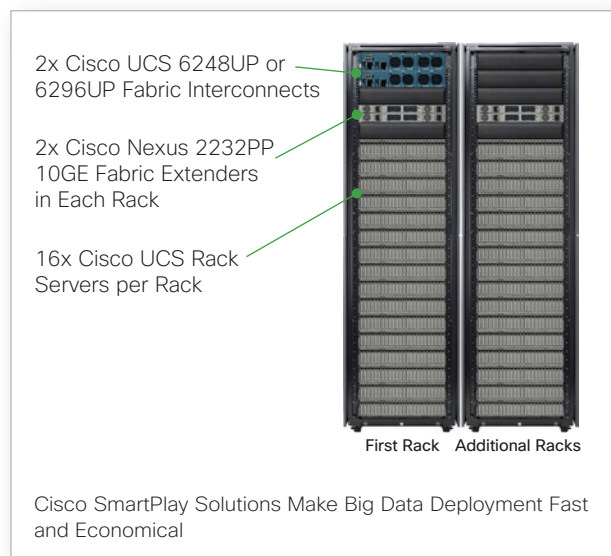 2x Cisco UCS 6248UP or
6296UP Fabric Interconnects
2x Cisco Nexus 2232PP
10GE Fabric Extenders
in Each Rack
16x Cisco UCS Rack
Servers per Rack
First Rack
Additional Racks
Cisco SmartPlay Solutions Make Big Data Deployment Fast
and Economical